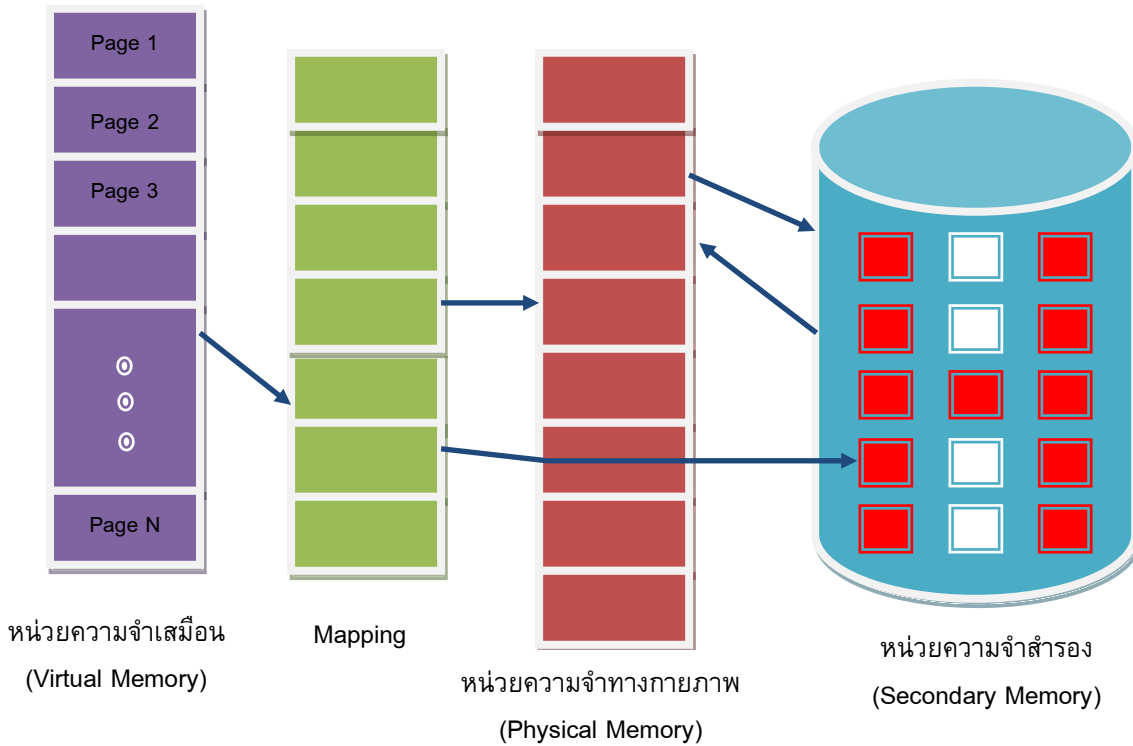 Page 1
Page 2
Page 3
Page N
หน่วยความจำเสมือน
(Virtual Memory)
Mapping
หน่วยความจำทางกายภาพ
(Physical Memory)
หน่วยความจำสำรอง
(Secondary Memory)